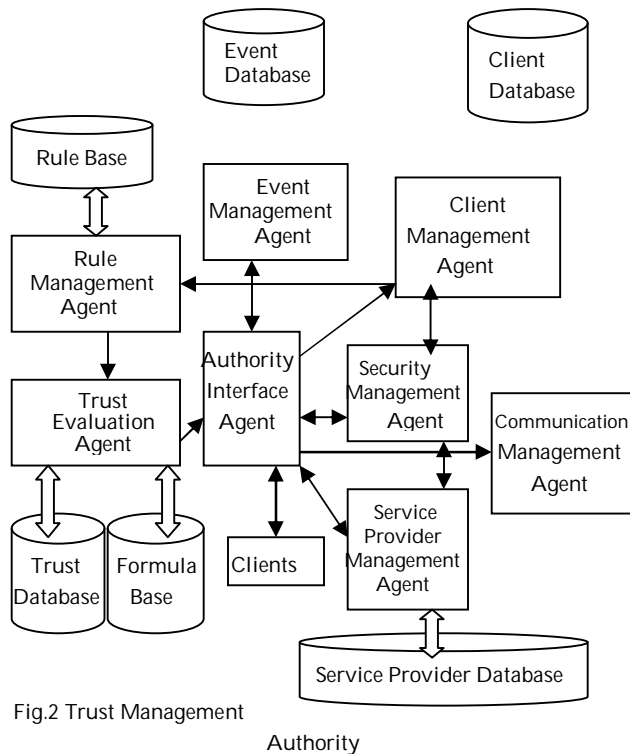 Event
Database
Client
Database
Rule Base
Event
Management
Agent
Client
Management
Agent
Rule
Management
Agent
Authority
Interface
Agent
Security
Management
Agent
Trust
Evaluation
Agent
Communication
Management
Agent
Service
Provider
Management
Agent
Clients
Trust
Database
Formula
Base
Service Provider Database
Fig.2 Trust Management
Authority